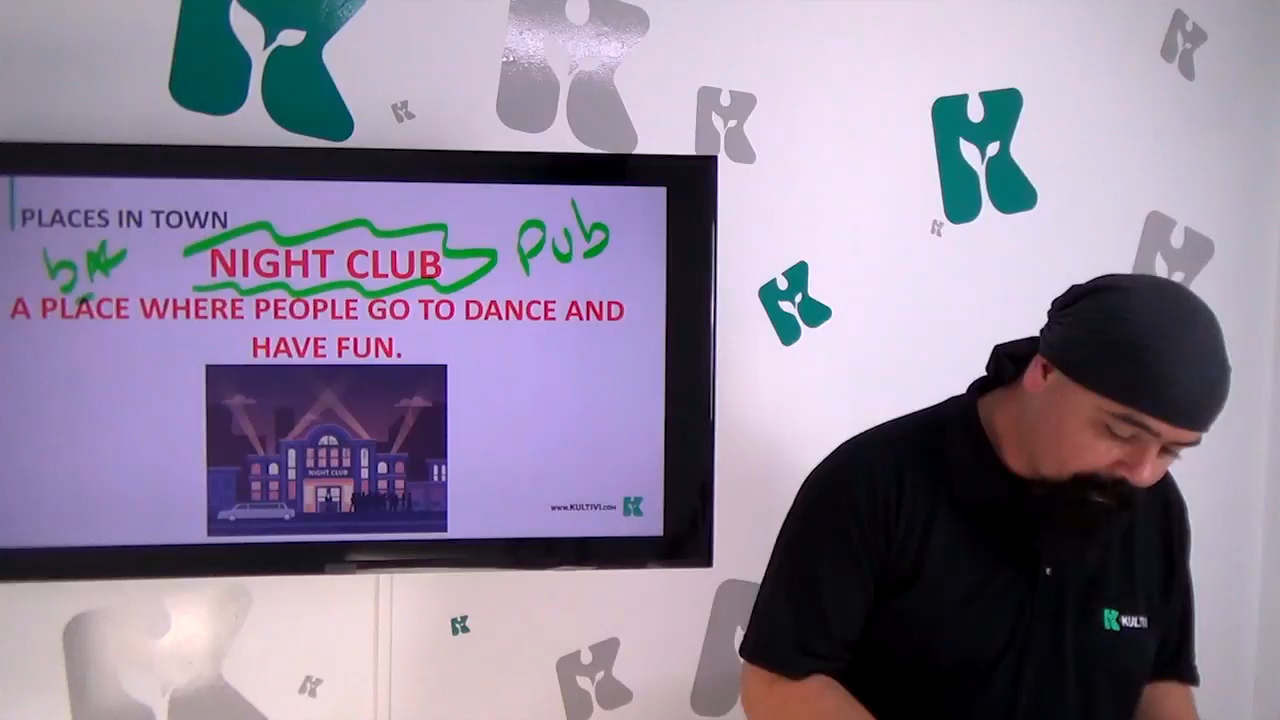 PLACES IN TOWN
bar NIGHT CLUB pub
A PLACE WHERE PEOPLE GO TO DANCE AND
HAVE FUN.
NIGHT CLUB
www.KULTIVI.com
KULTIVI